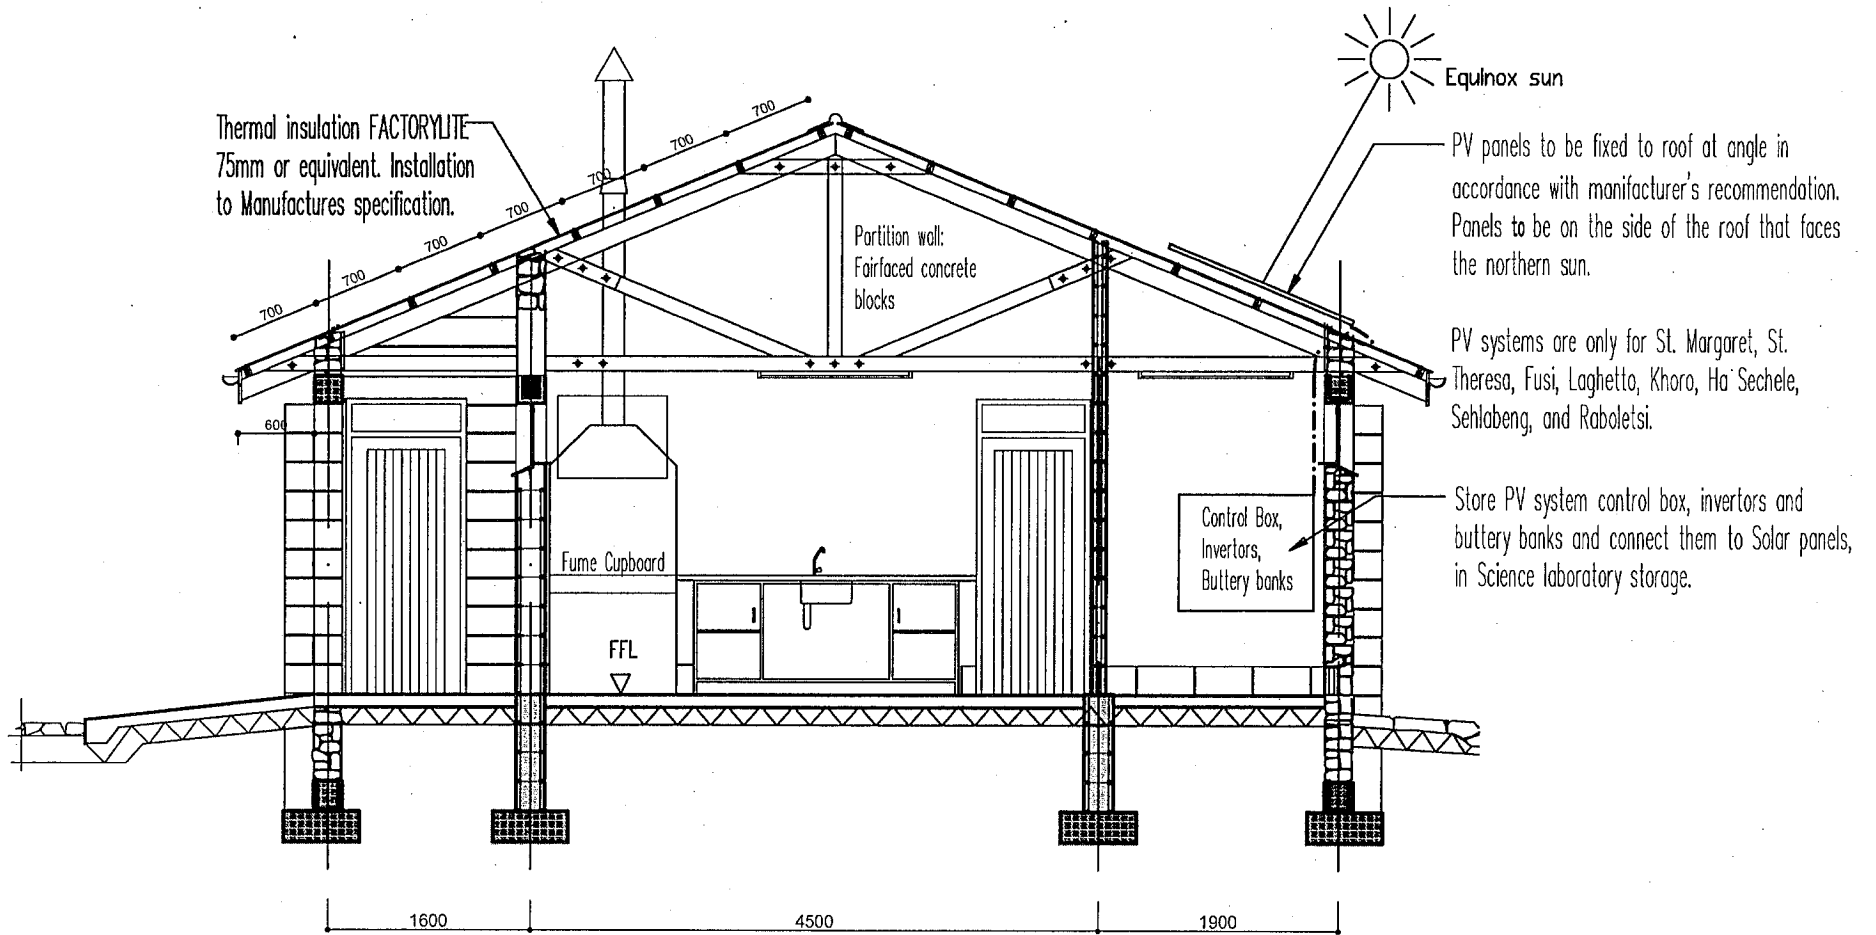 Equinox sun
Thermal insulation FACTORYLITE
75mm or equivalent. Installation
to Manufactures specification.
700
700
700
700
700
700
700
PV panels to be fixed to roof at angle in
accordance with manifacturer's recommendation.
Panels to be on the side of the roof that faces
the northern sun.
Partition wall:
Fairfaced concrete
blocks
PV systems are only for St. Margaret, St.
Theresa, Fusi, Laghetto, Khoro, Ha Sechele,
Sehlabeng, and Raboletsi.
600
Store PV system control box, invertors and
buttery banks and connect them to Solar panels,
in Science laboratory storage.
Control Box,
Invertors,
Buttery banks
Fume Cupboard
FFL
1600
4500
1900